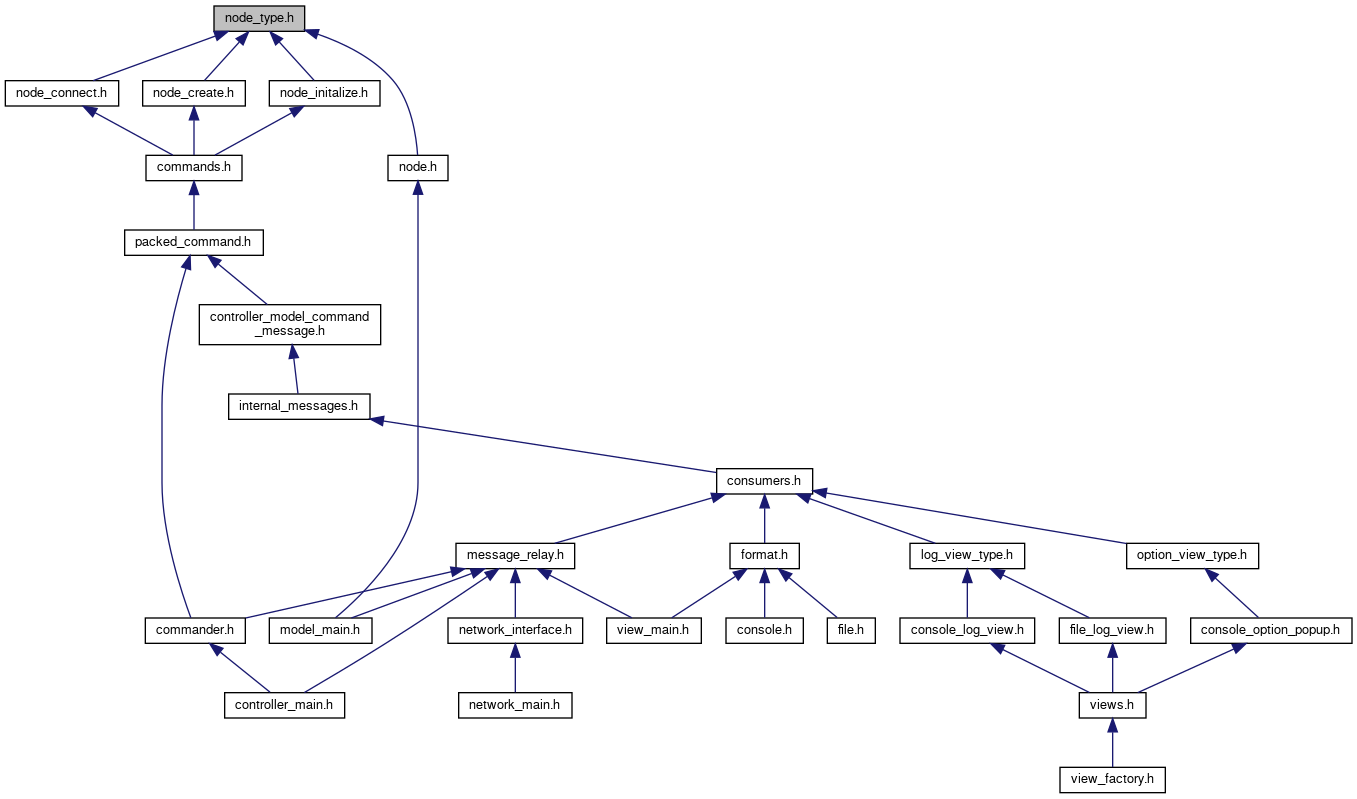 node_type.h
node_connect.h
node_create.h
node_initalize.h
commands.h
node.h
packed_command.h
controller_model_command
_message.h
internal_messages.h
consumers.h
message_relay.h
format.h
log_view_type.h
option_view_type.h
commander.h
model_main.h
network_interface.h
view_main.h
console.h
file.h
console_log_view.h
file_log_view.h
console_option_popup.h
controller_main.h
network_main.h
views.h
view_factory.h